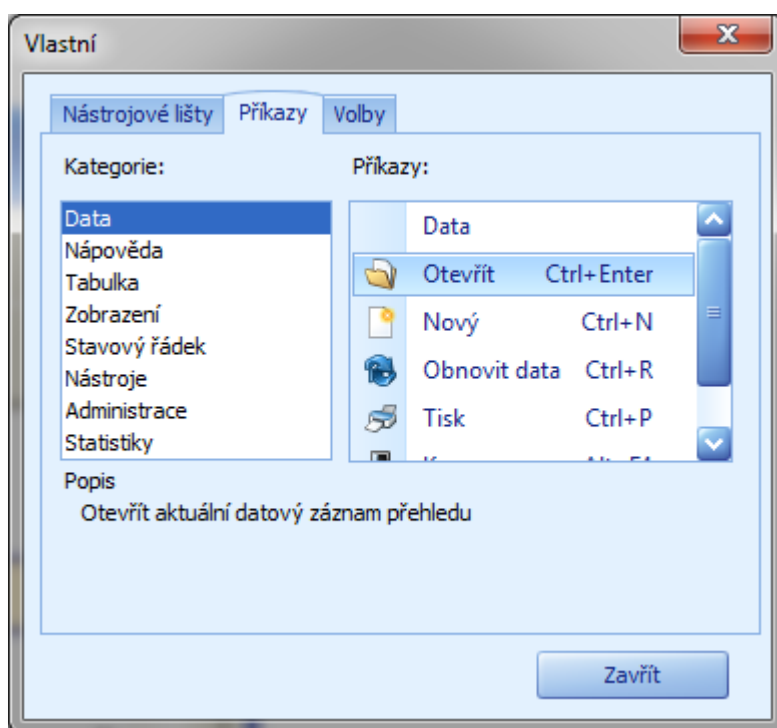 Vlastní
Nástrojové lišty Příkazy Volby
Kategorie: Příkazy:
Data
Nápověda
Tabulka
Zobrazení
Stavový řádek
Nástroje
Administrace
Statistiky
Data
Otevřít Ctrl+Enter
Nový Ctrl+N
Obnovit data Ctrl+R
Tisk Ctrl+P
Popis
Otevřít aktuální datový záznam přehledu
Zavřít